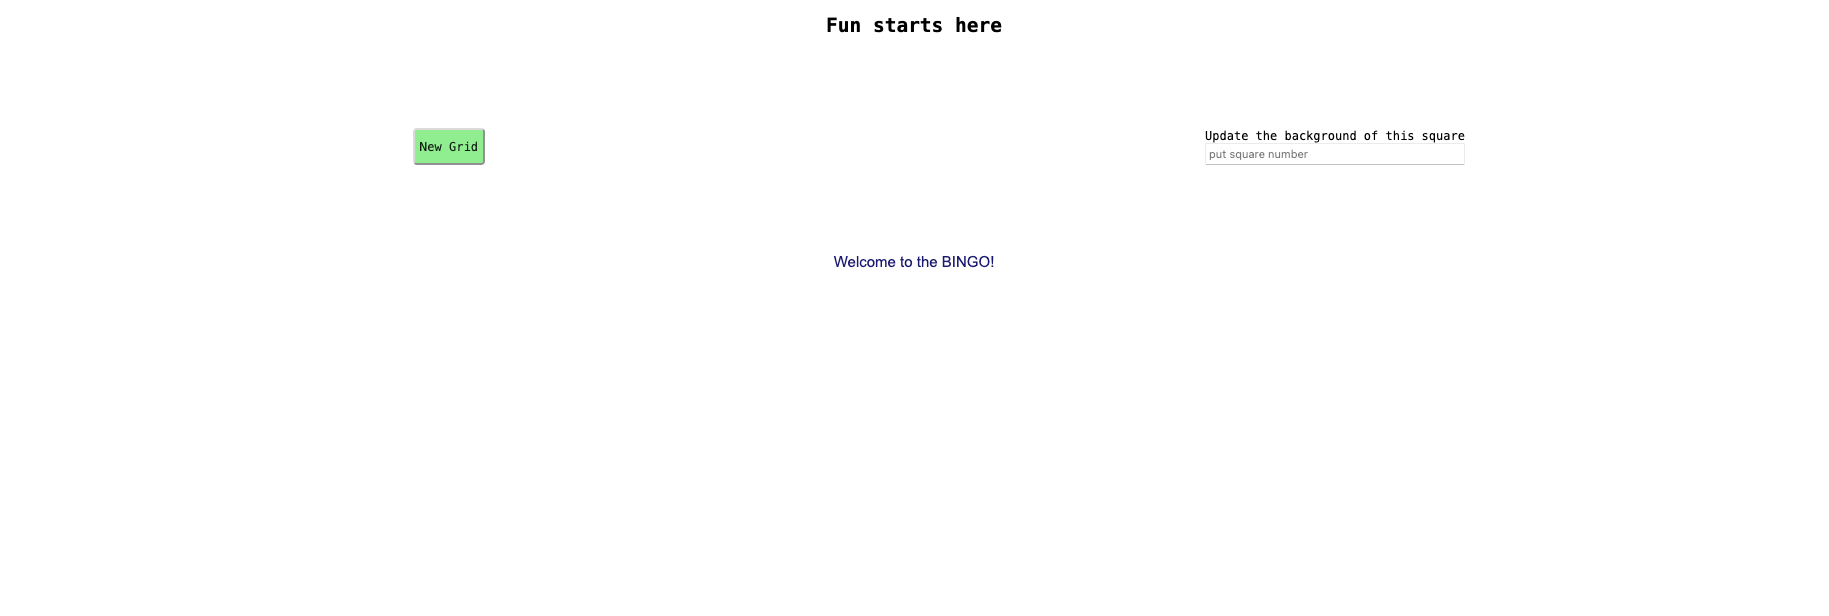 Fun starts here
New Grid
Update the background of this square
put square number
Welcome to the BINGO!